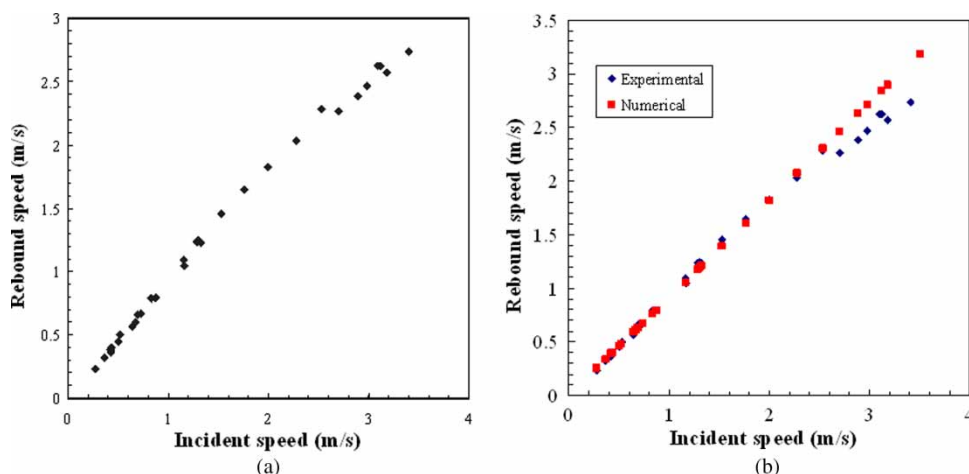 3
2.5
2
1.5
1
0.5
0
0 1 2 3 4
Rebound speed (m/s)
Incident speed (m/s)
(a)
3.5
3
2.5
2
1.5
1
0.5
0
0 1 2 3 4
Rebound speed (m/s)
Experimental
Numerical
Incident speed (m/s)
(b)